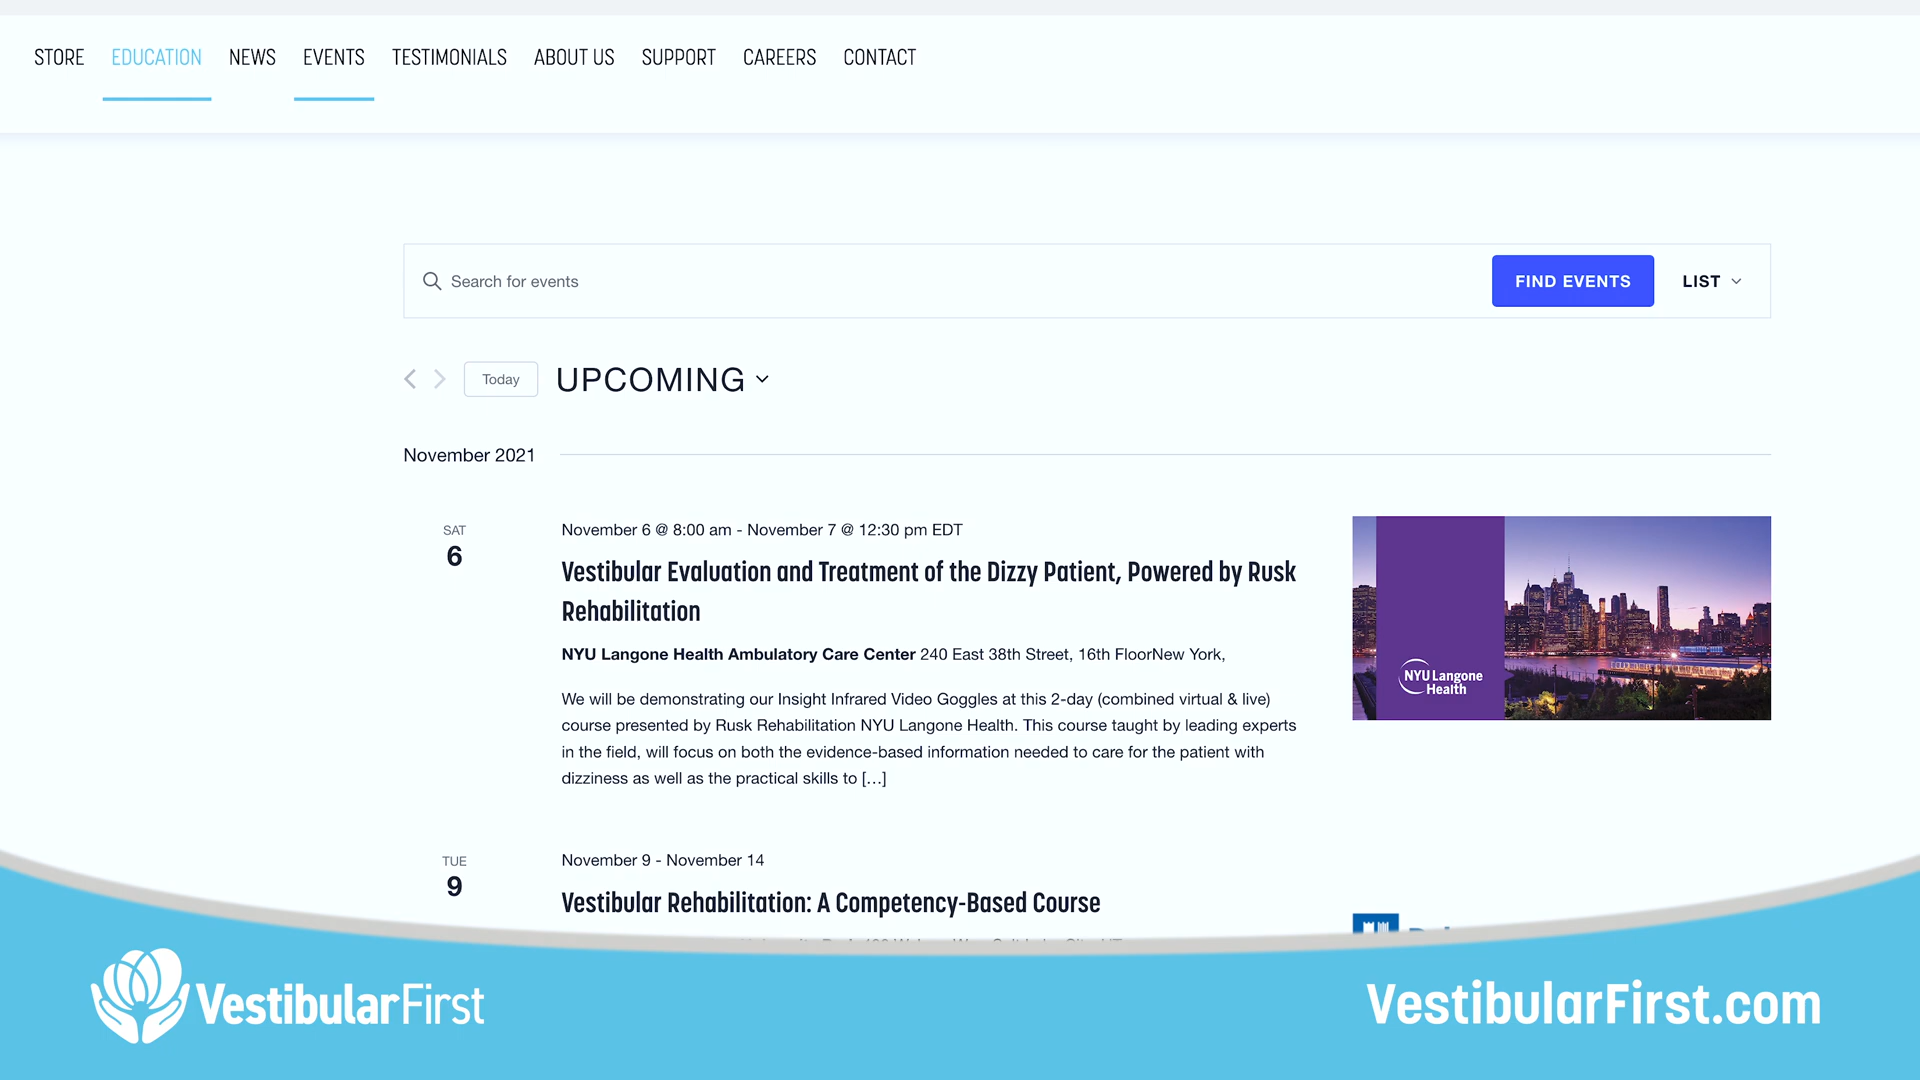 STORE EDUCATION NEWS EVENTS TESTIMONIALS ABOUT US SUPPORT CAREERS CONTACT
Search for events
FIND EVENTS
LIST
Today
UPCOMING
November 2021
SAT
6
November 6 @ 8:00 am - November 7 @ 12:30 pm EDT
Vestibular Evaluation and Treatment of the Dizzy Patient, Powered by Rusk
Rehabilitation
NYU Langone Health Ambulatory Care Center 240 East 38th Street, 16th FloorNew York,
We will be demonstrating our Insight Infrared Video Goggles at this 2-day (combined virtual & live)
course presented by Rusk Rehabilitation NYU Langone Health. This course taught by leading experts
in the field, will focus on both the evidence-based information needed to care for the patient with
dizziness as well as the practical skills to […]
NYU Langone
Health
TUE
9
November 9 - November 14
Vestibular Rehabilitation: A Competency-Based Course
VestibularFirst
VestibularFirst.com